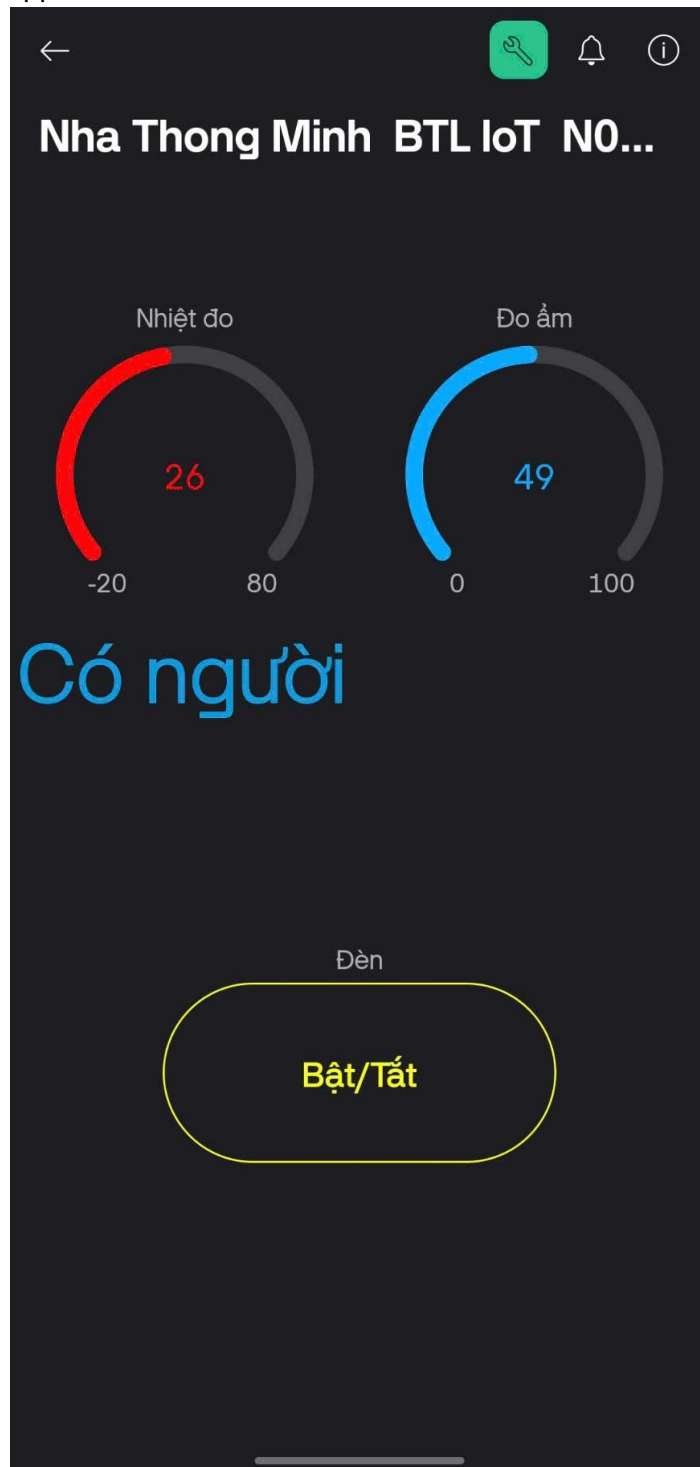 Nha Thong Minh BTL IoT N0...
Nhiệt đo
Đo ẩm
26
49
-20
80
0
100
Có người
Đèn
Bật/Tắt